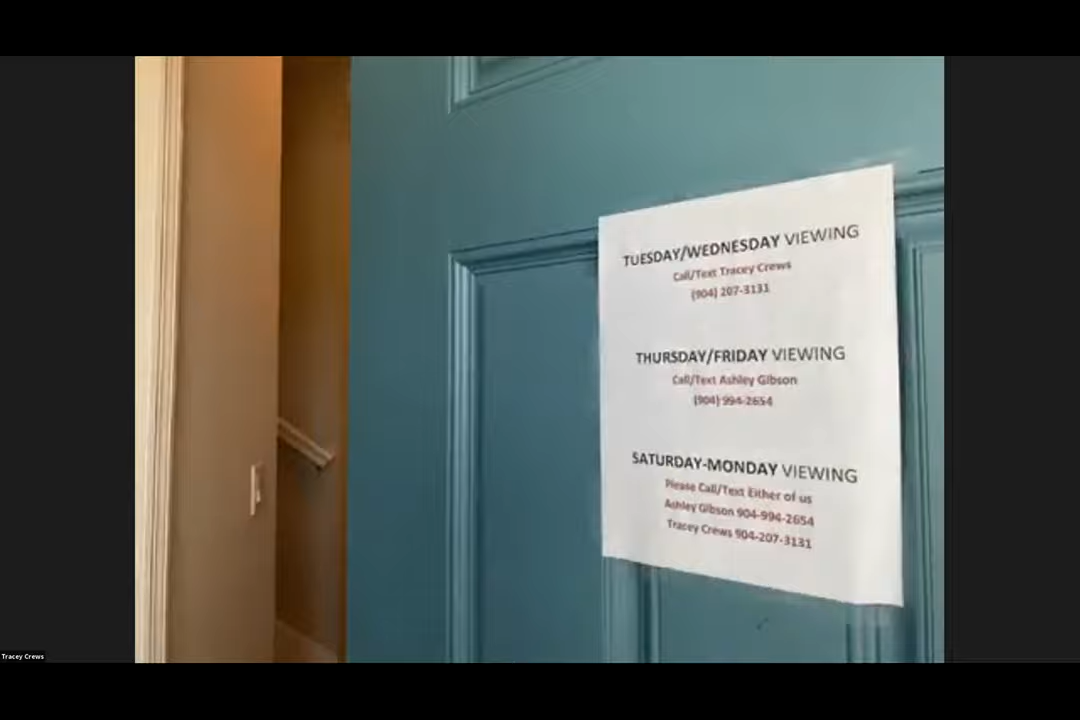 TUESDAY/WEDNESDAY VIEWING
Call/Text Tracey Crews
(904) 207-3131
THURSDAY/FRIDAY VIEWING
Call/Text Ashley Gibson
(904) 994-2654
SATURDAY-MONDAY VIEWING
Please Call/Text Either of us
Ashley Gibson 904-994-2654
Tracey Crews 904-207-3131
Tracey Crews